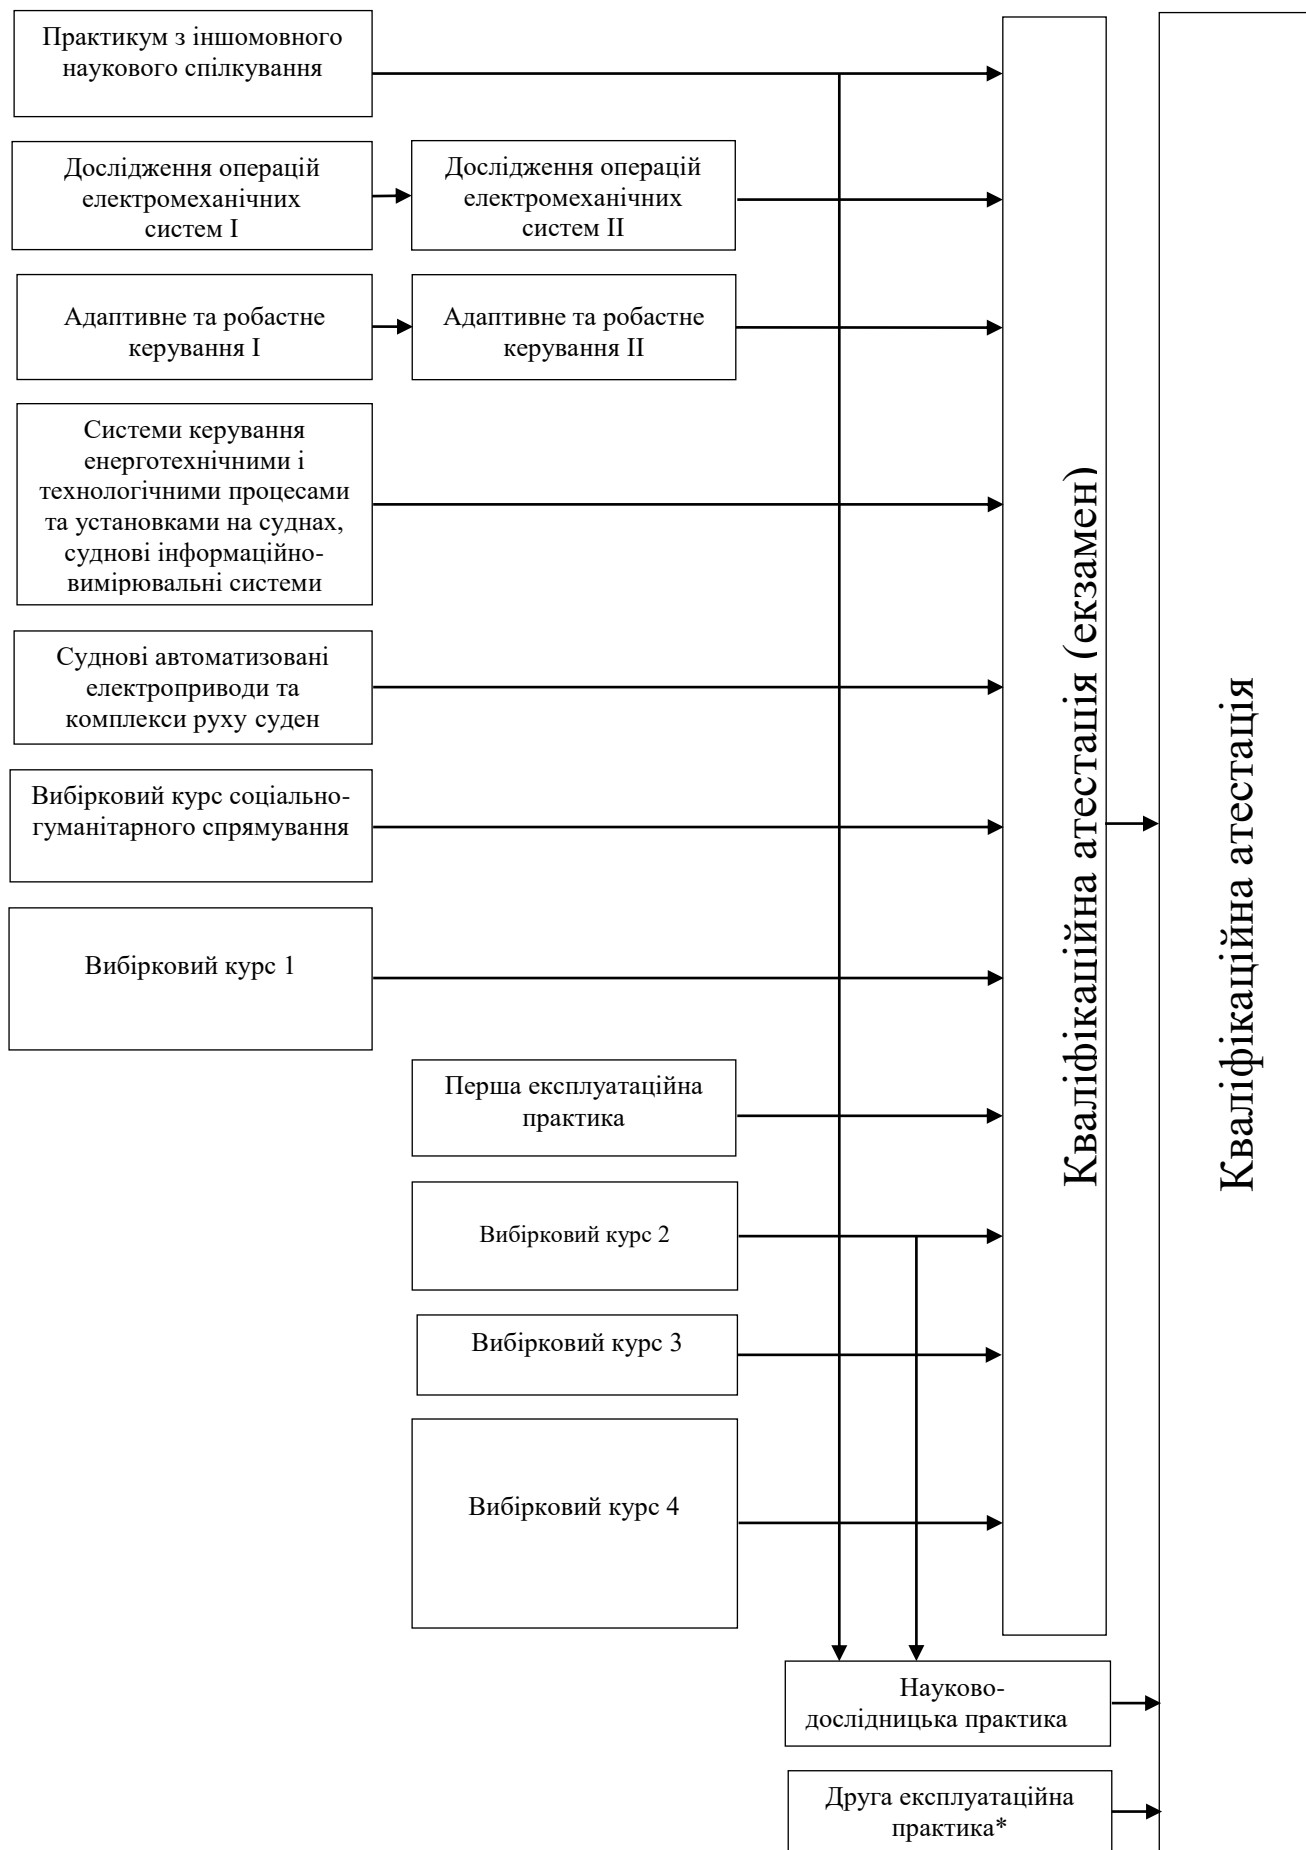 Практикум з іншомовного
наукового спілкування
Дослідження операцій
електромеханічних
систем І
Дослідження операцій
електромеханічних
систем ІІ
Адаптивне та робастне
керування І
Адаптивне та робастне
керування ІІ
Системи керування
енерготехнічними і
технологічними процесами
та установками на суднах,
суднові інформаційно-
вимірювальні системи
Суднові автоматизовані
електроприводи та
комплекси руху суден
Вибірковий курс соціально-
гуманітарного спрямування
Вибірковий курс 1
Перша експлуатаційна
практика
Вибірковий курс 2
Вибірковий курс 3
Вибірковий курс 4
Кваліфікаційна атестація (екзамен)
Кваліфікаційна атестація
Науково-
дослідницька практика
Друга експлуатаційна
практика*